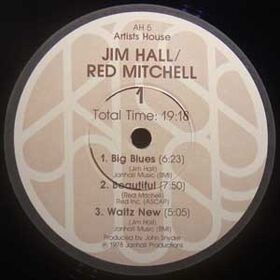 AH 5
Artists House
JIM HALL/
RED MITCHELL
1
Total Time: 19:18
1. Big Blues (6:23)
(Jim Hall)
Janhall Music (BMI)
2. Beautiful (7:50)
(Red Mitchell)
Red Inc. (ASCAP)
3. Waltz New (5:05)
(Jim Hall)
Janhall Music (BMI)
Produced by John Snyder
℗ 1978 Janhall Productions